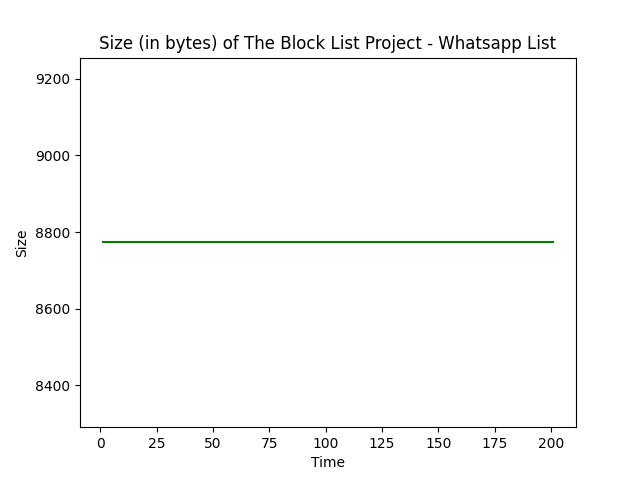 Size (in bytes) of The Block List Project - Whatsapp List
9200
9000
8800
8600
8400
Size
0 25 50 75 100 125 150 175 200
Time